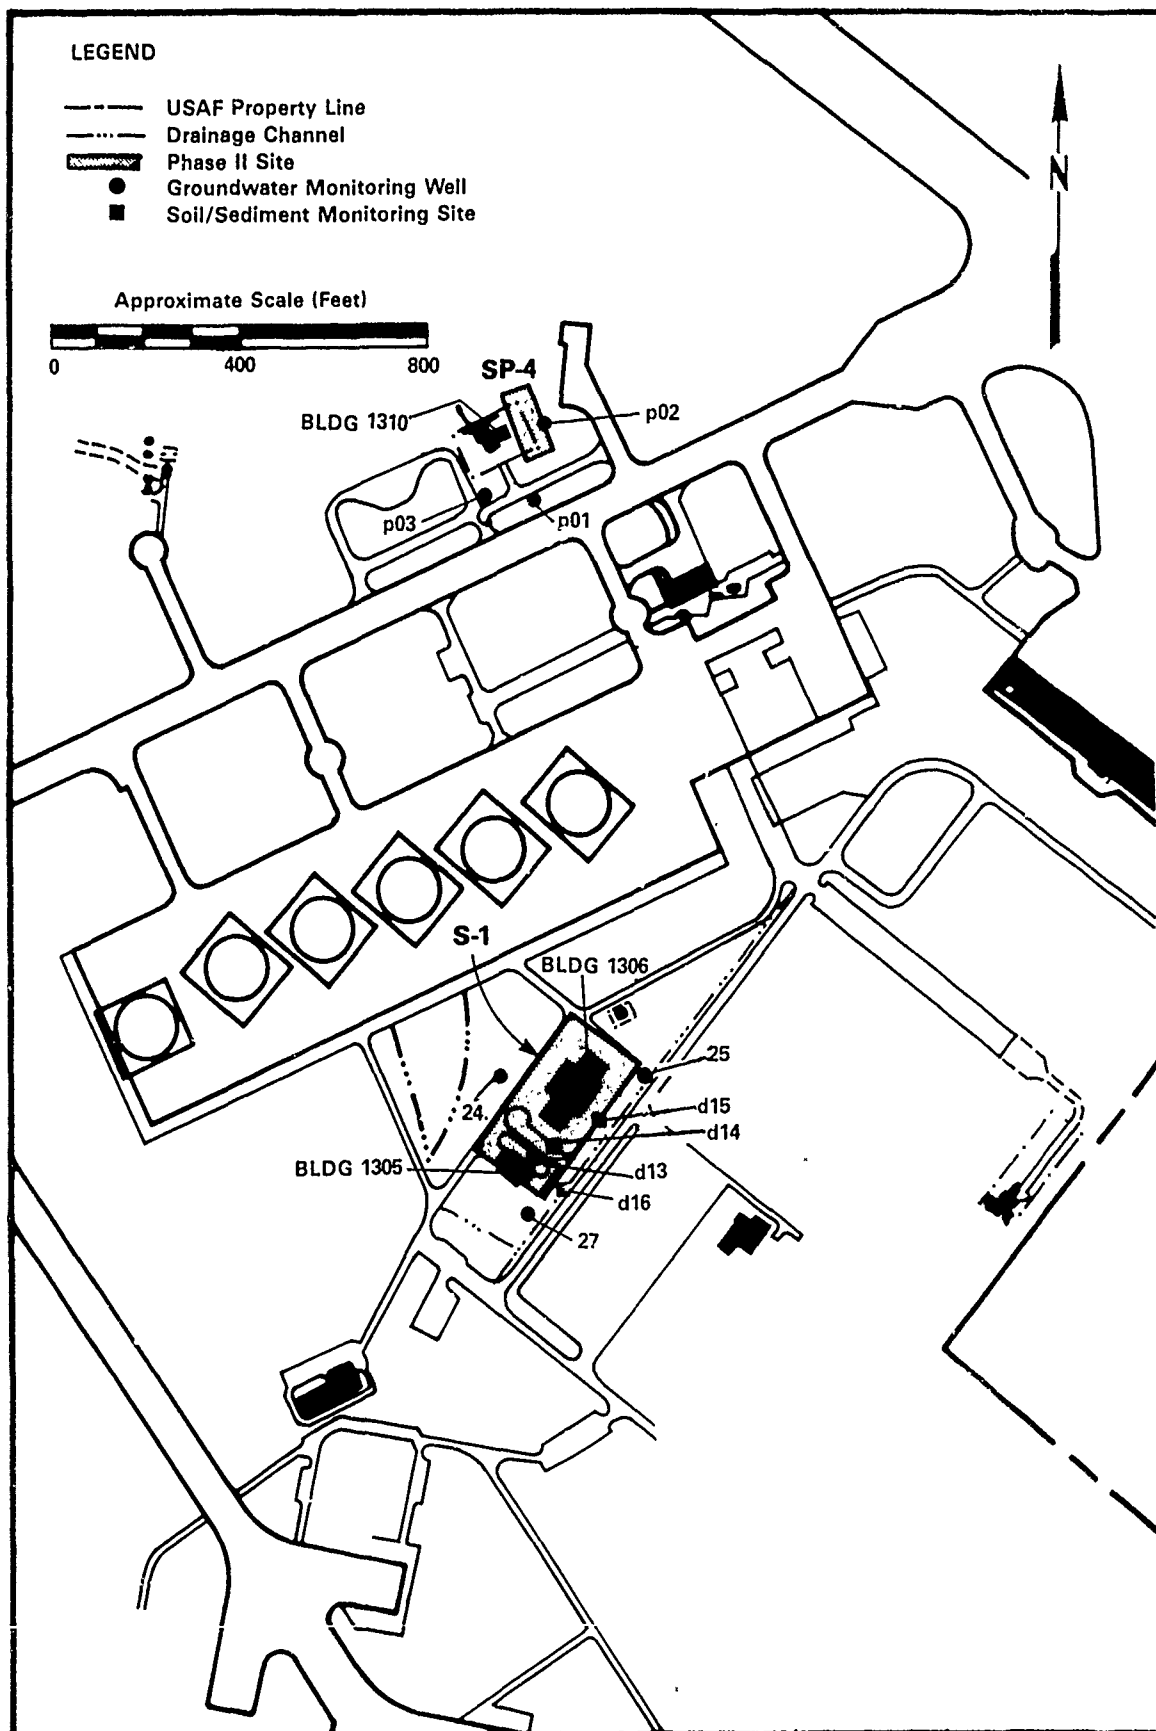 LEGEND
USAF Property Line
Drainage Channel
Phase II Site
Groundwater Monitoring Well
Soil/Sediment Monitoring Site
N
Approximate Scale (Feet)
0 400 800
SP-4
BLDG 1310
p02
p03
p01
S-1
BLDG 1306
25
24.
d15
d14
BLDG 1305
d13
d16
27